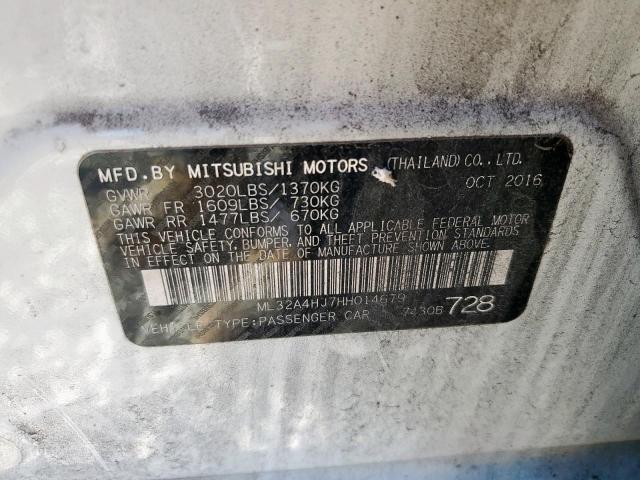 MFD.BY MITSUBISHI MOTORS (THAILAND)CO.,LTD.
OCT 2016
GVWR 3020LBS/1370KG
GAWR FR 1609LBS/ 730KG
GAWR RR 1477LBS/ 670KG
THIS VEHICLE CONFORMS TO ALL APPLICABLE FEDERAL MOTOR
VEHICLE SAFETY, BUMPER, AND THEFT PREVENTION STANDARDS
IN EFFECT ON THE DATE OF MANUFACTURE SHOWN ABOVE.
ML32A4HJ7HH014679
VEHICLE TYPE:PASSENGER CAR 7430B 728